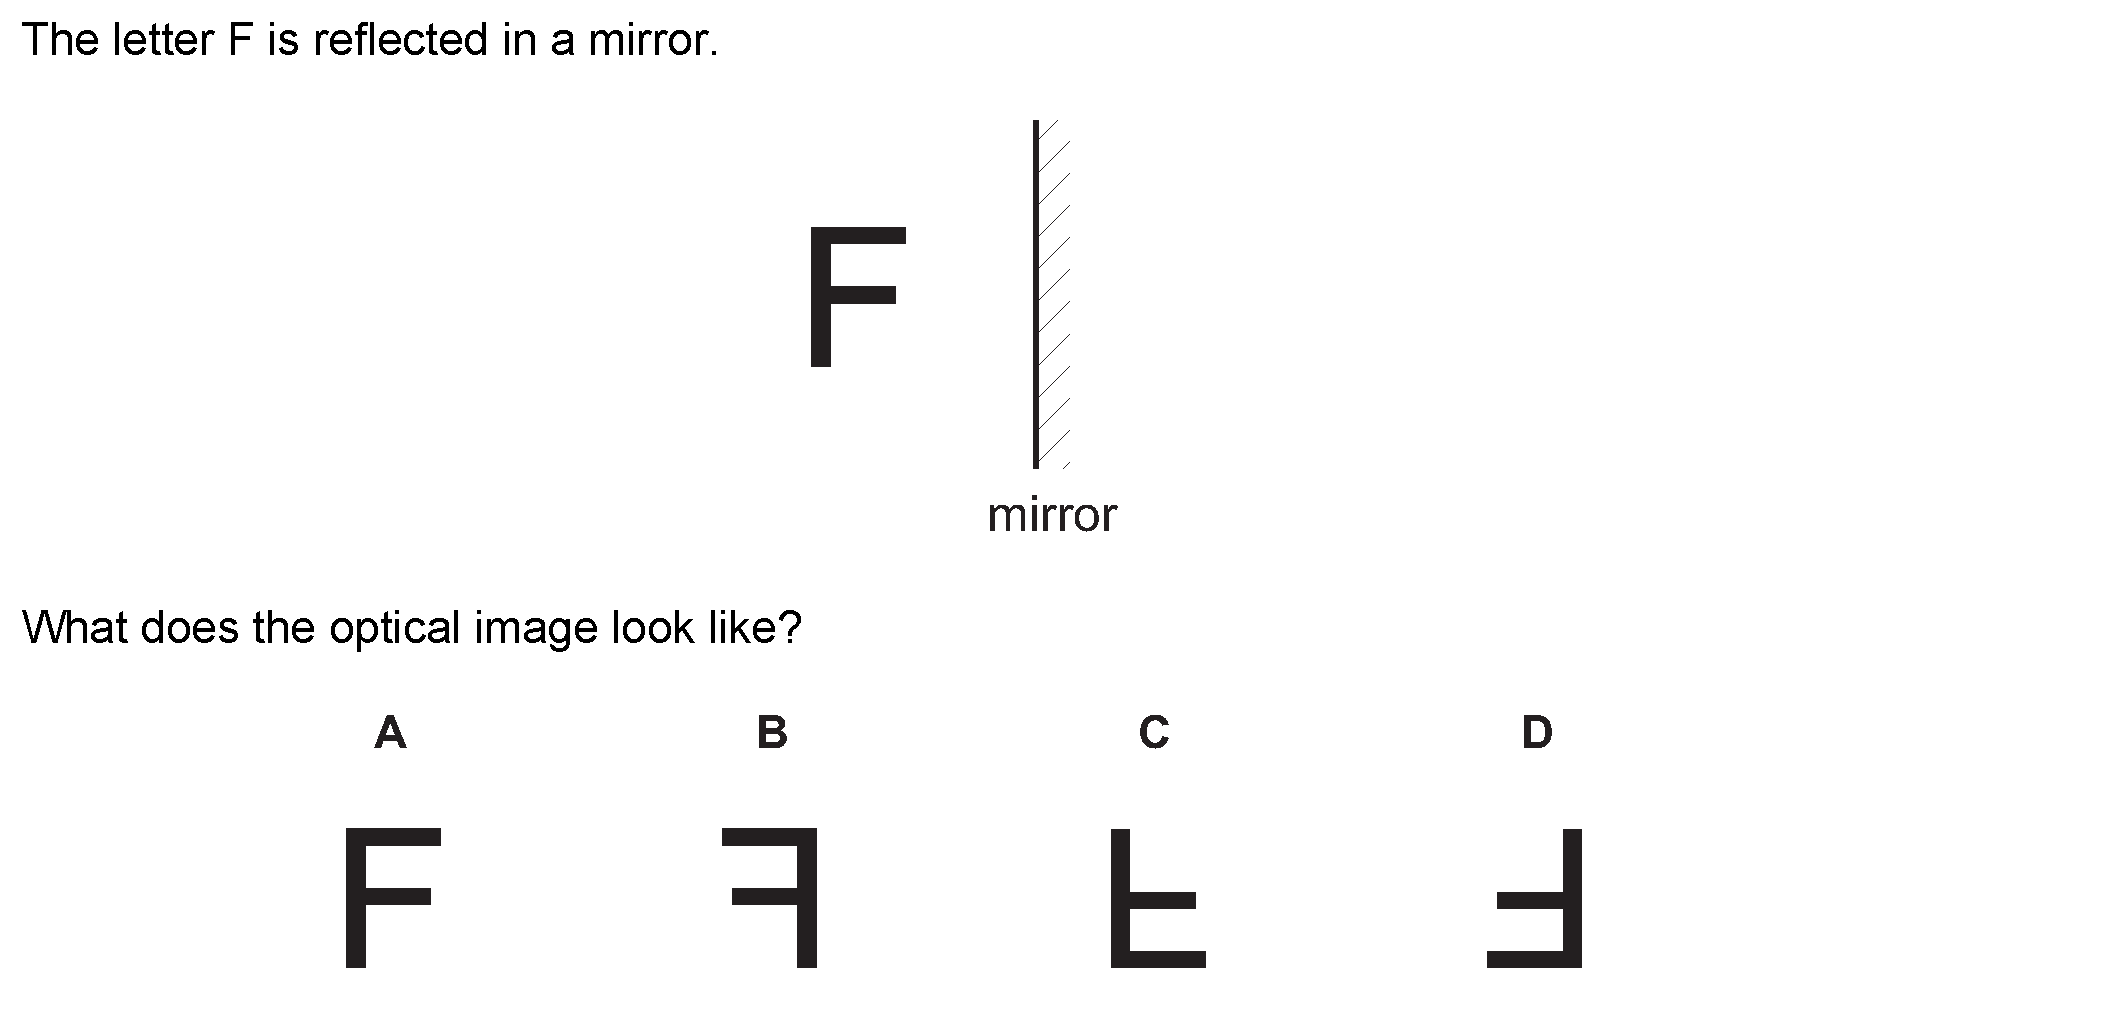 The letter F is reflected in a mirror.
F
mirror
What does the optical image look like?
A B C D
F